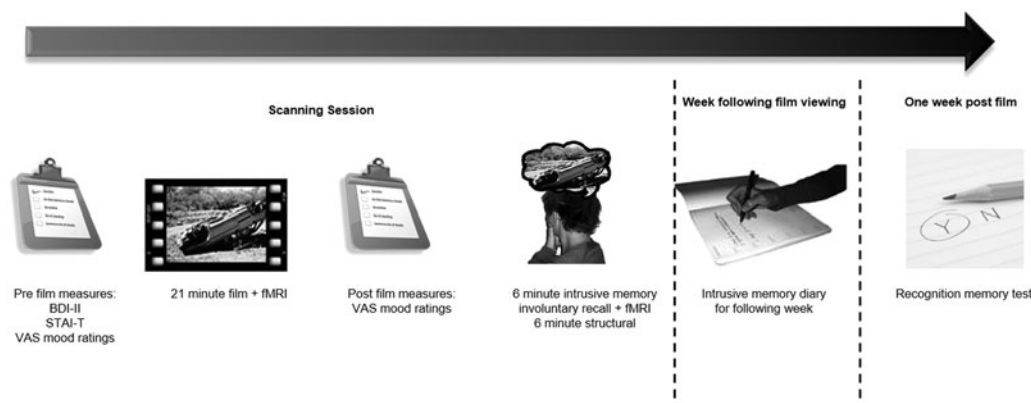 Scanning Session
Week following film viewing
One week post film
Pre film measures:
BDI-II
STAI-T
VAS mood ratings
21 minute film + fMRI
Post film measures:
VAS mood ratings
6 minute intrusive memory
involuntary recall + fMRI
6 minute structural
Intrusive memory diary
for following week
Y N
Recognition memory test